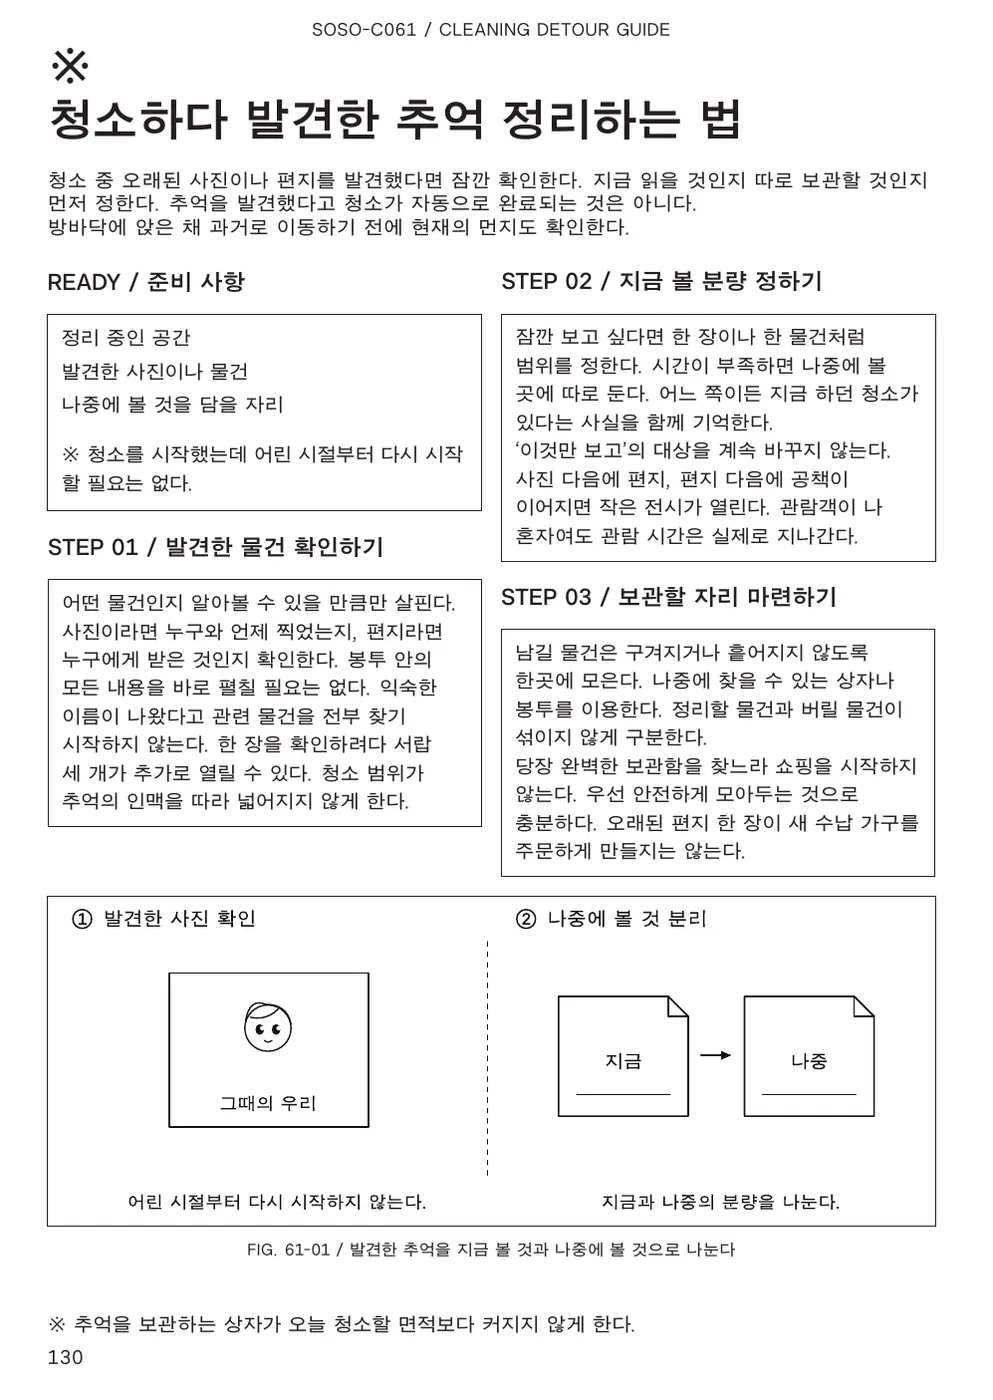 SOSO-C061 / CLEANING DETOUR GUIDE
※
청소하다 발견한 추억 정리하는 법
청소 중 오래된 사진이나 편지를 발견했다면 잠깐 확인한다. 지금 읽을 것인지 따로 보관할 것인지
먼저 정한다. 추억을 발견했다고 청소가 자동으로 완료되는 것은 아니다.
방바닥에 앉은 채 과거로 이동하기 전에 현재의 먼지도 확인한다.
READY / 준비 사항
정리 중인 공간
발견한 사진이나 물건
나중에 볼 것을 담을 자리
※ 청소를 시작했는데 어린 시절부터 다시 시작
할 필요는 없다.
STEP 01 / 발견한 물건 확인하기
어떤 물건인지 알아볼 수 있을 만큼만 살핀다.
사진이라면 누구와 언제 찍었는지, 편지라면
누구에게 받은 것인지 확인한다. 봉투 안의
모든 내용을 바로 펼칠 필요는 없다. 익숙한
이름이 나왔다고 관련 물건을 전부 찾기
시작하지 않는다. 한 장을 확인하려다 서랍
세 개가 추가로 열릴 수 있다. 청소 범위가
추억의 인맥을 따라 넓어지지 않게 한다.
STEP 02 / 지금 볼 분량 정하기
잠깐 보고 싶다면 한 장이나 한 물건처럼
범위를 정한다. 시간이 부족하면 나중에 볼
곳에 따로 둔다. 어느 쪽이든 지금 하던 청소가
있다는 사실을 함께 기억한다.
‘이것만 보고’의 대상을 계속 바꾸지 않는다.
사진 다음에 편지, 편지 다음에 공책이
이어지면 작은 전시가 열린다. 관람객이 나
혼자여도 관람 시간은 실제로 지나간다.
STEP 03 / 보관할 자리 마련하기
남길 물건은 구겨지거나 흩어지지 않도록
한곳에 모은다. 나중에 찾을 수 있는 상자나
봉투를 이용한다. 정리할 물건과 버릴 물건이
섞이지 않게 구분한다.
당장 완벽한 보관함을 찾느라 쇼핑을 시작하지
않는다. 우선 안전하게 모아두는 것으로
충분하다. 오래된 편지 한 장이 새 수납 가구를
주문하게 만들지는 않는다.
① 발견한 사진 확인
그때의 우리
어린 시절부터 다시 시작하지 않는다.
② 나중에 볼 것 분리
지금
나중
지금과 나중의 분량을 나눈다.
FIG. 61-01 / 발견한 추억을 지금 볼 것과 나중에 볼 것으로 나눈다
※ 추억을 보관하는 상자가 오늘 청소할 면적보다 커지지 않게 한다.
130